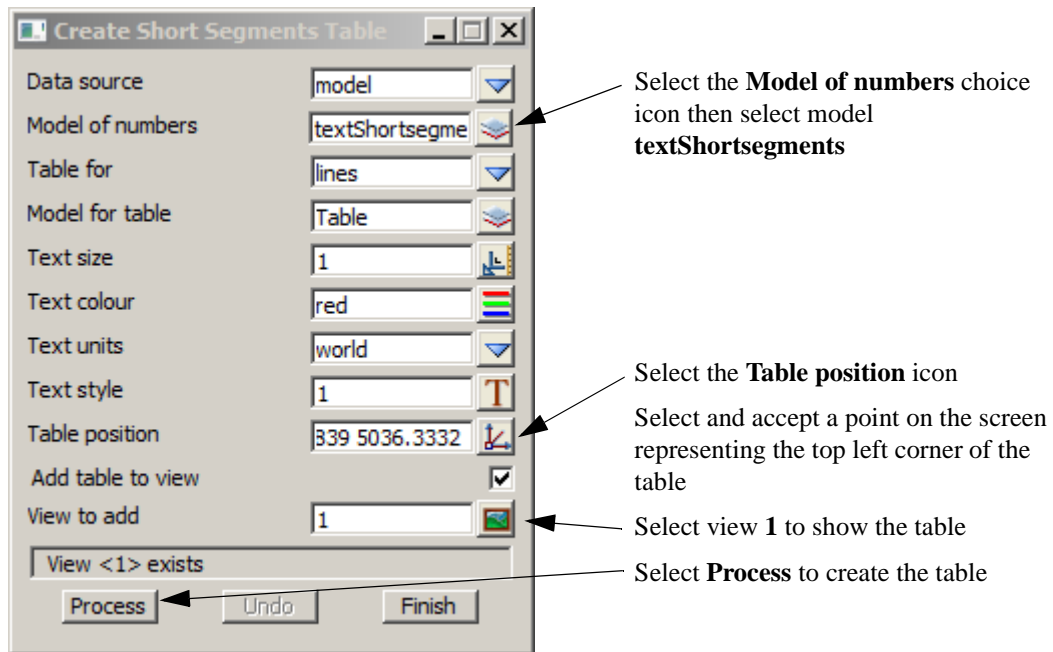 Create Short Segments Table
Data source
model
Model of numbers
textShortsegme
Table for
lines
Model for table
Table
Text size
1
Text colour
red
Text units
world
Text style
1
T
Table position
839 5036.3332
Add table to view
View to add
1
View <1> exists
Process
Undo
Finish
Select the Model of numbers choice
icon then select model
textShortsegments
Select the Table position icon
Select and accept a point on the screen
representing the top left corner of the
table
Select view 1 to show the table
Select Process to create the table